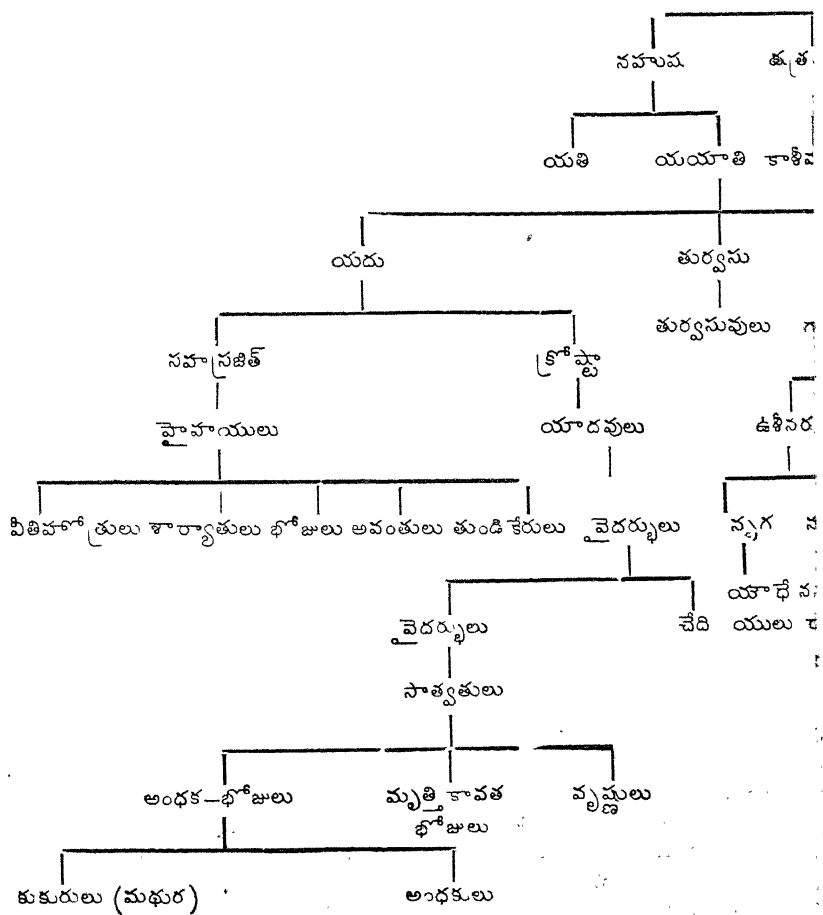 నహుష
యతి యయాతి
యదు తుర్వసు
తుర్వసువులు
సహస్రజిత్ క్రోష్టా
హైహయులు యాదవులు ఉశీనర
వీతిహోత్రులు శార్యాతులు భోజులు అవంతులు తుండికేరులు వైదర్భులు నృగ
వైదర్భులు చేది యులు
సాత్వతులు
అంధక-భోజులు మృత్తికావత వృష్ణులు
భోజులు
కుకురులు (మథుర) అంధకులు